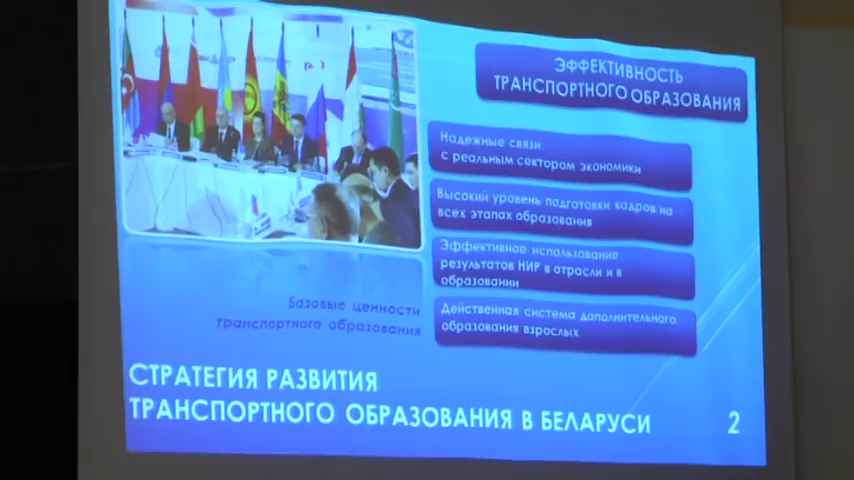 ЭФФЕКТИВНОСТЬ
ТРАНСПОРТНОГО ОБРАЗОВАНИЯ
Надежные связи
с реальным сектором экономики
Высокий уровень подготовки кадров на
всех этапах образования
Эффективное использование
результатов НИР в отрасли и в
образовании
Действенная система дополнительного
образования взрослых
Базовые ценности
транспортного образования
СТРАТЕГИЯ РАЗВИТИЯ
ТРАНСПОРТНОГО ОБРАЗОВАНИЯ В БЕЛАРУСИ
2